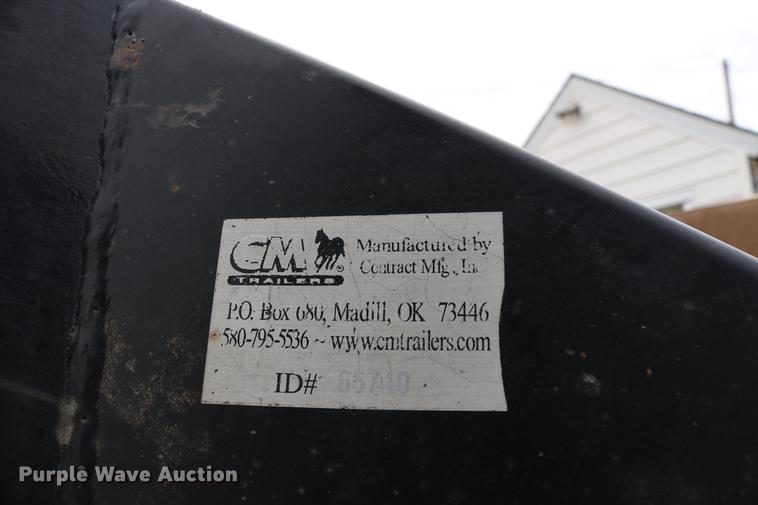 CM
TRAILERS
Manufactured by
Contract Mfg., Inc
P.O. Box 680, Madill, OK 73446
580-795-5536 ~ www.cmtrailers.com
ID#
Purple Wave Auction